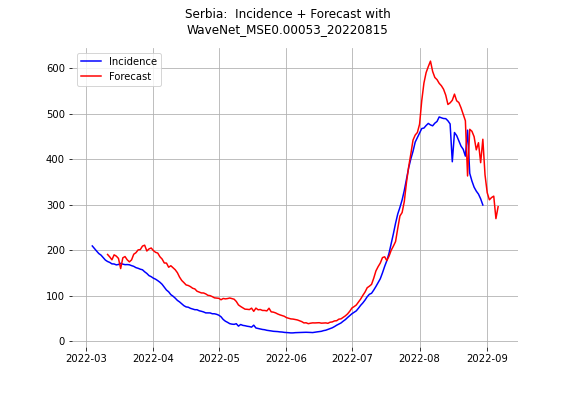 Serbia:  Incidence + Forecast with
WaveNet_MSE0.00053_20220815
Incidence
Forecast
600
500
400
300
200
100
0
2022-03 2022-04 2022-05 2022-06 2022-07 2022-08 2022-09